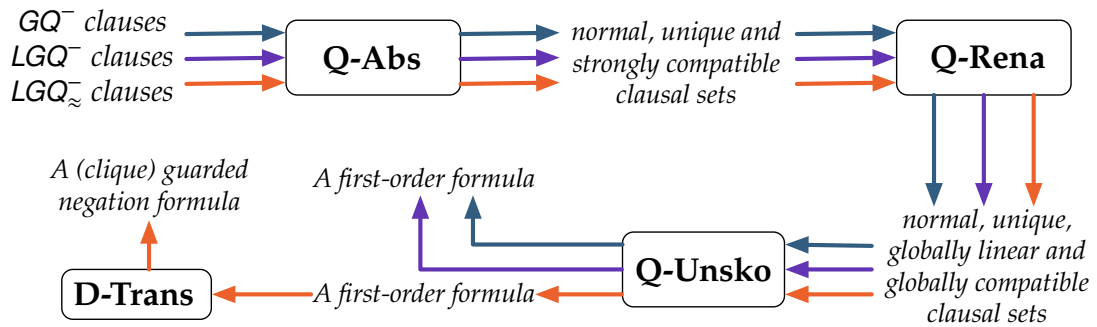 GQ⁻ clauses
LGQ⁻ clauses
LGQ⁻≈ clauses
Q-Abs
normal, unique and
strongly compatible
clausal sets
Q-Rena
A (clique) guarded
negation formula
A first-order formula
normal, unique,
globally linear and
globally compatible
clausal sets
Q-Unsko
D-Trans
A first-order formula